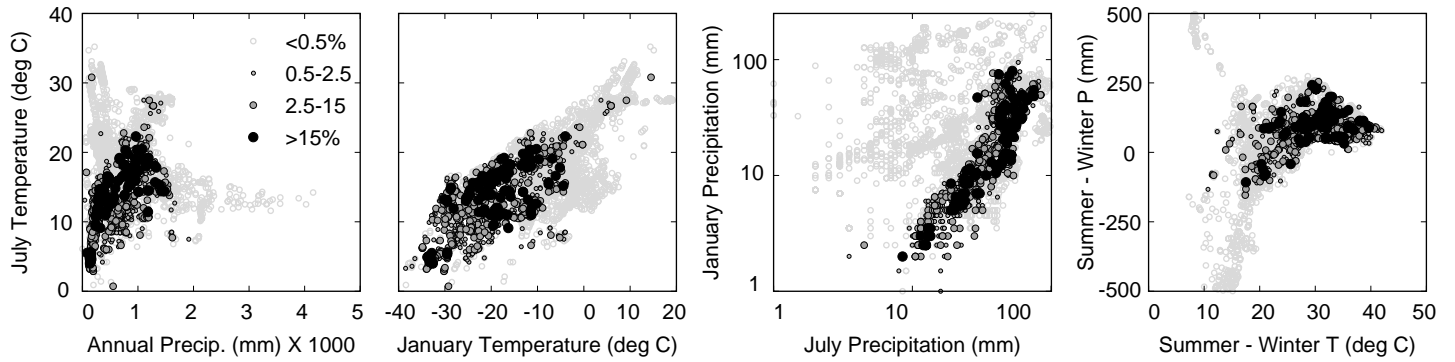 July Temperature (deg C)
40
30
20
10
0
0 1 2 3 4 5
Annual Precip. (mm) X 1000
<0.5%
0.5-2.5
2.5-15
>15%
-40 -30 -20 -10 0 10 20
January Temperature (deg C)
January Precipitation (mm)
100
10
1
1 10 100
July Precipitation (mm)
Summer - Winter P (mm)
500
250
0
-250
-500
0 10 20 30 40 50
Summer - Winter T (deg C)